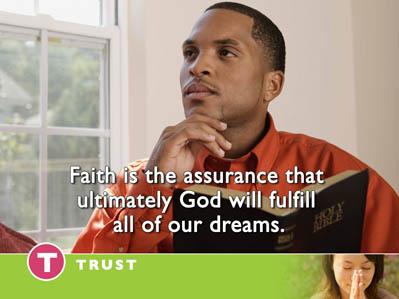 Faith is the assurance that
ultimately God will fulfill
all of our dreams.
HOLY
BIBLE
T TRUST